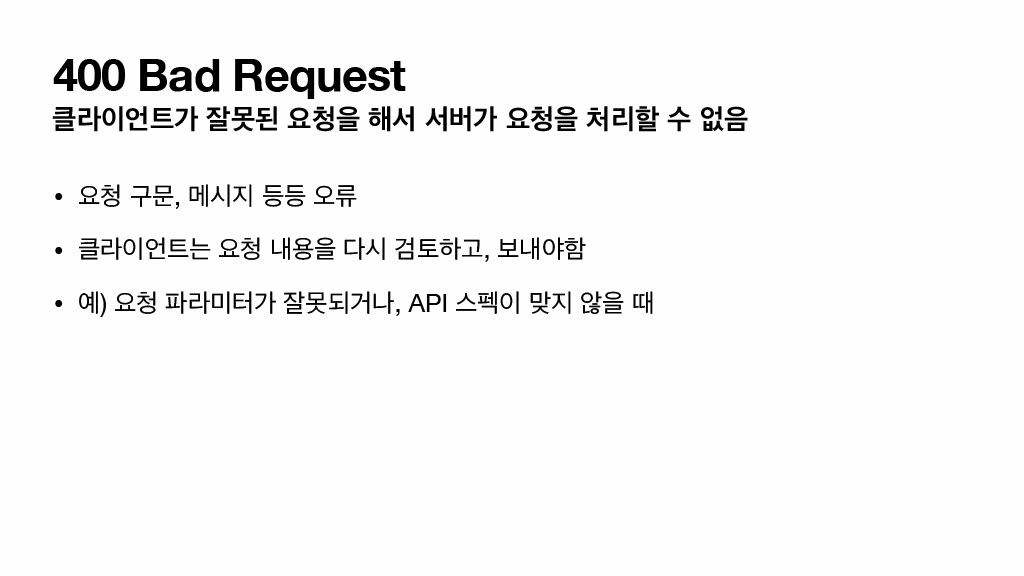 400 Bad Request
클라이언트가 잘못된 요청을 해서 서버가 요청을 처리할 수 없음
• 요청 구문, 메시지 등등 오류
• 클라이언트는 요청 내용을 다시 검토하고, 보내야함
• 예) 요청 파라미터가 잘못되거나, API 스펙이 맞지 않을 때